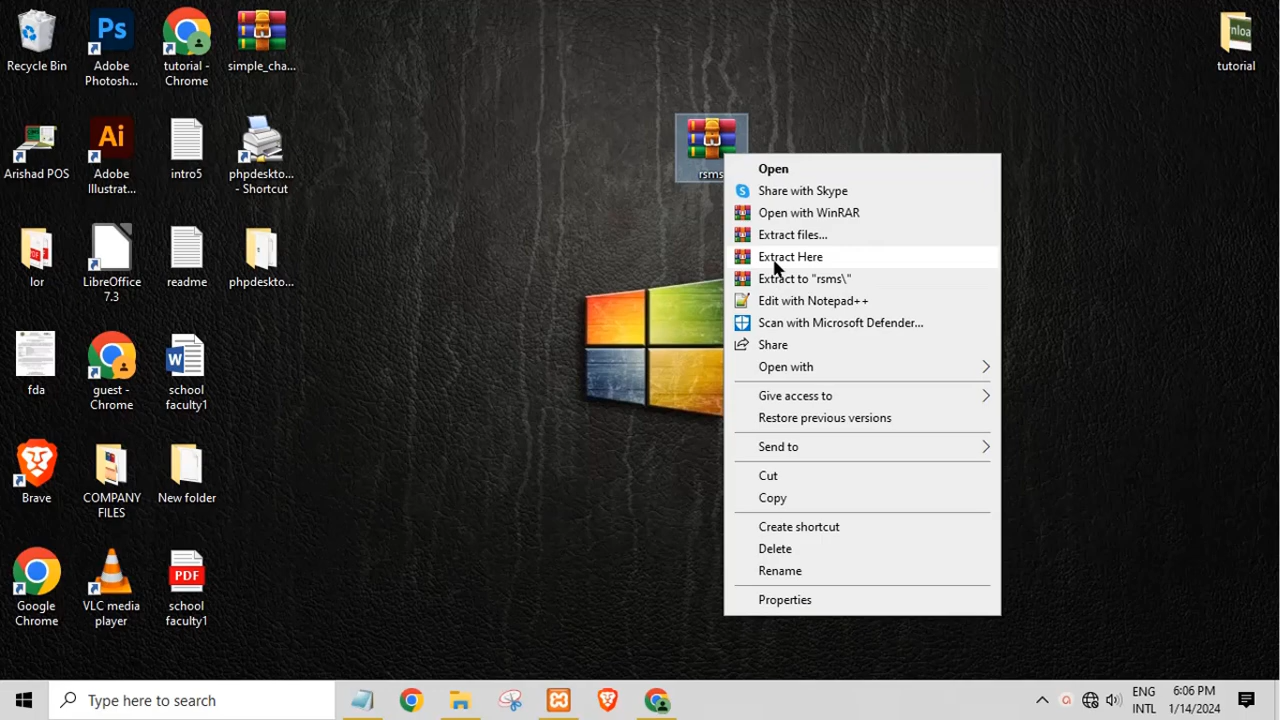 Recycle Bin
Adobe
Photosh...
tutorial -
Chrome
simple_cha...
tutorial
Arishad POS
Adobe
Illustrat...
intro5
phpdeskto...
- Shortcut
rsms
lor
LibreOffice
7.3
readme
phpdeskto...
fda
guest -
Chrome
school
faculty1
Brave
COMPANY
FILES
New folder
Google
Chrome
VLC media
player
PDF
school
faculty1
Open
Share with Skype
Open with WinRAR
Extract files...
Extract Here
Extract to "rsms\"
Edit with Notepad++
Scan with Microsoft Defender...
Share
Open with
Give access to
Restore previous versions
Send to
Cut
Copy
Create shortcut
Delete
Rename
Properties
Type here to search
ENG
INTL
6:06 PM
1/14/2024